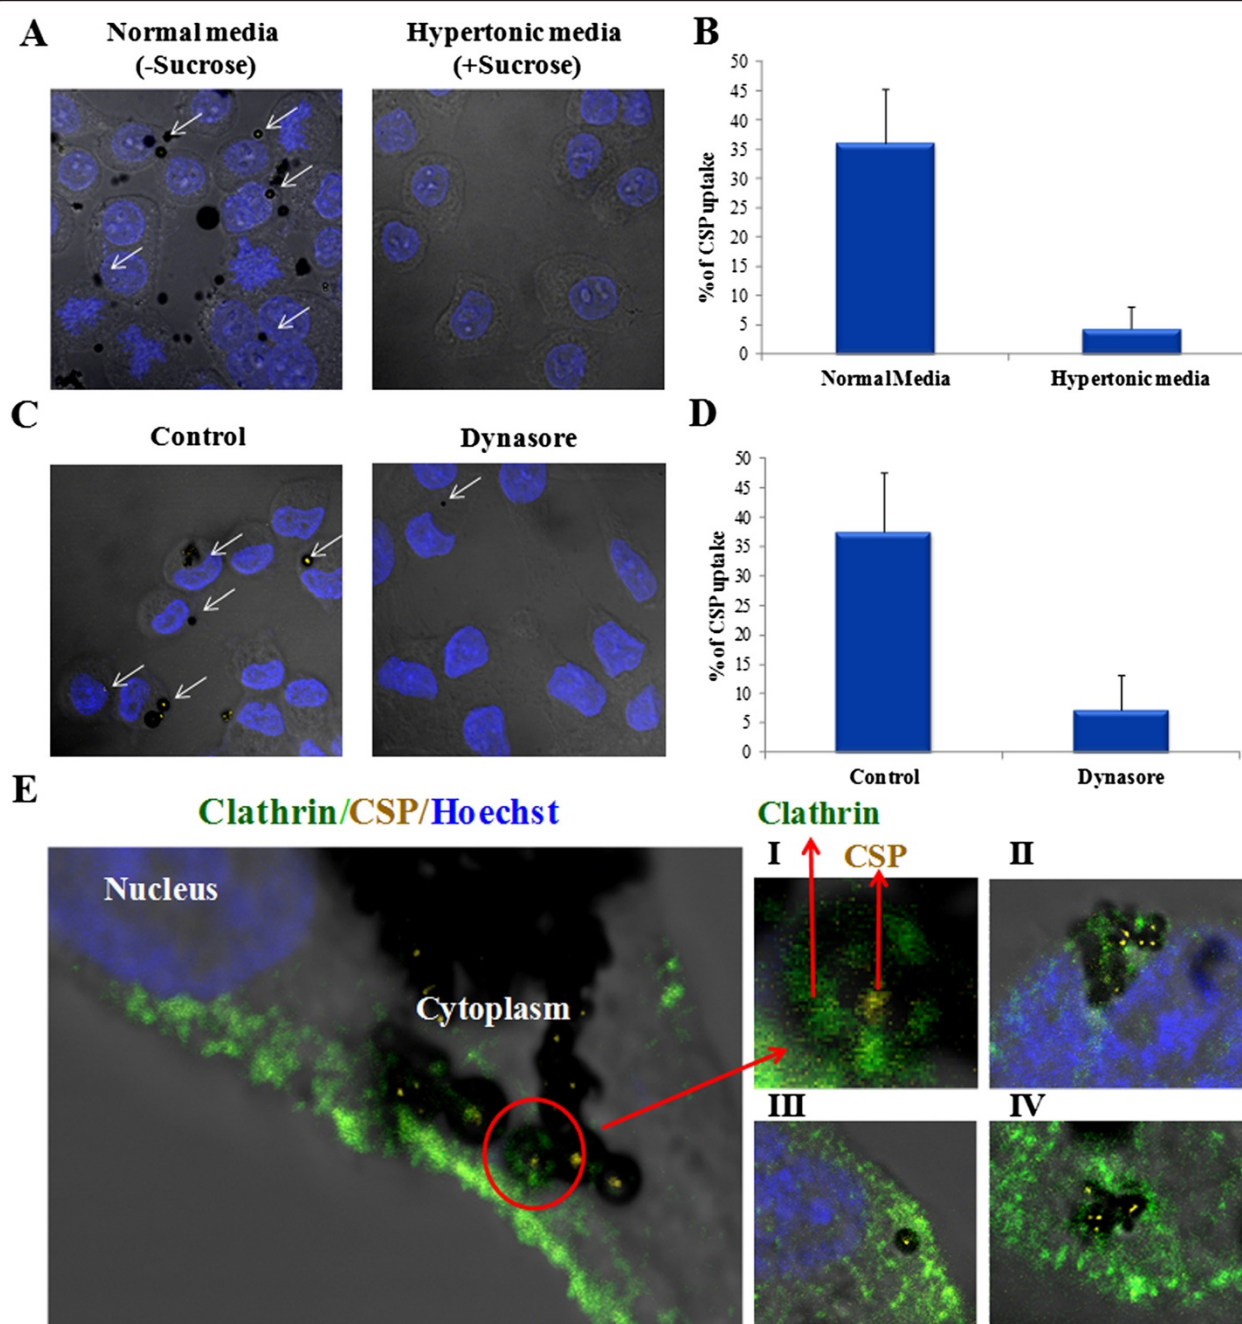 A
Normal media
(-Sucrose)
Hypertonic media
(+Sucrose)
B
50
45
40
35
30
25
20
15
10
5
0
% of CSP uptake
Normal Media
Hypertonic media
C
Control
Dynasore
D
50
45
40
35
30
25
20
15
10
5
0
% of CSP uptake
Control
Dynasore
E
Clathrin/CSP/Hoechst
Nucleus
Cytoplasm
Clathrin
I
CSP
II
III
IV